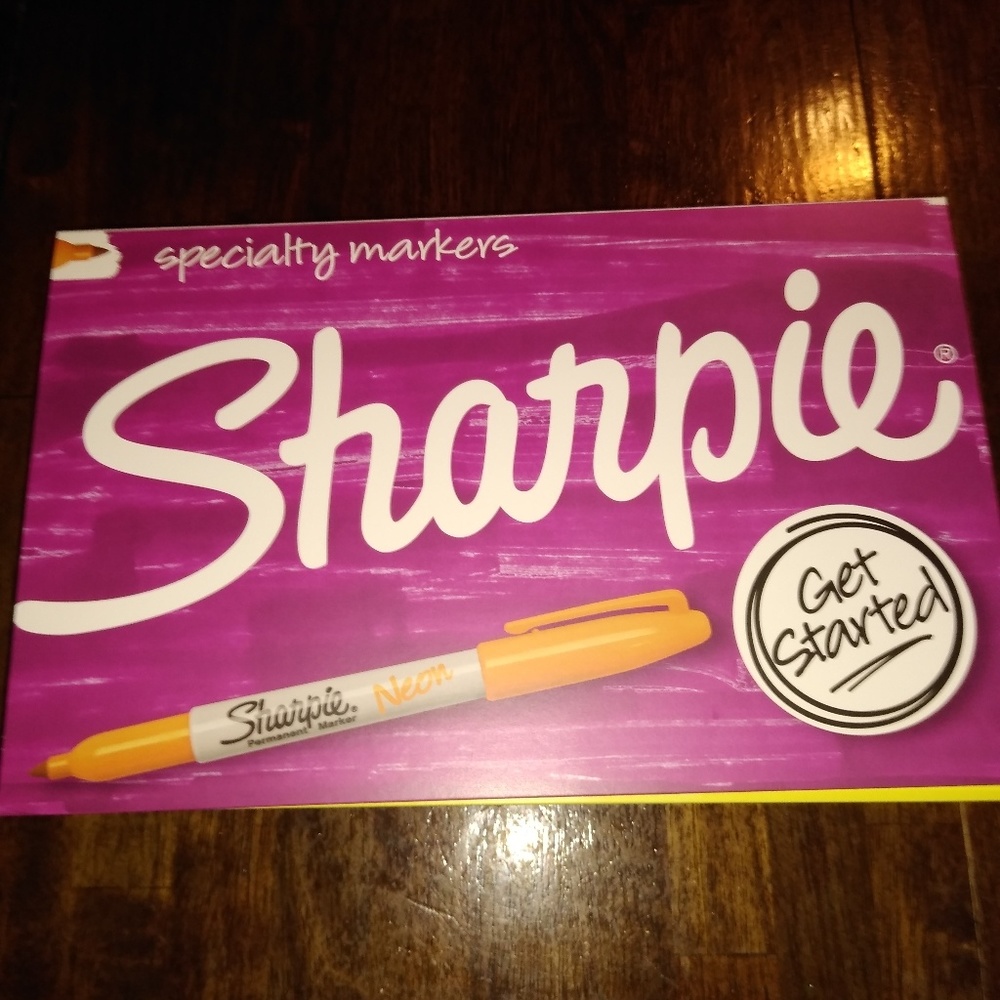 specialty markers
Sharpie®
Get
Started
Sharpie® Neon
Permanent Marker